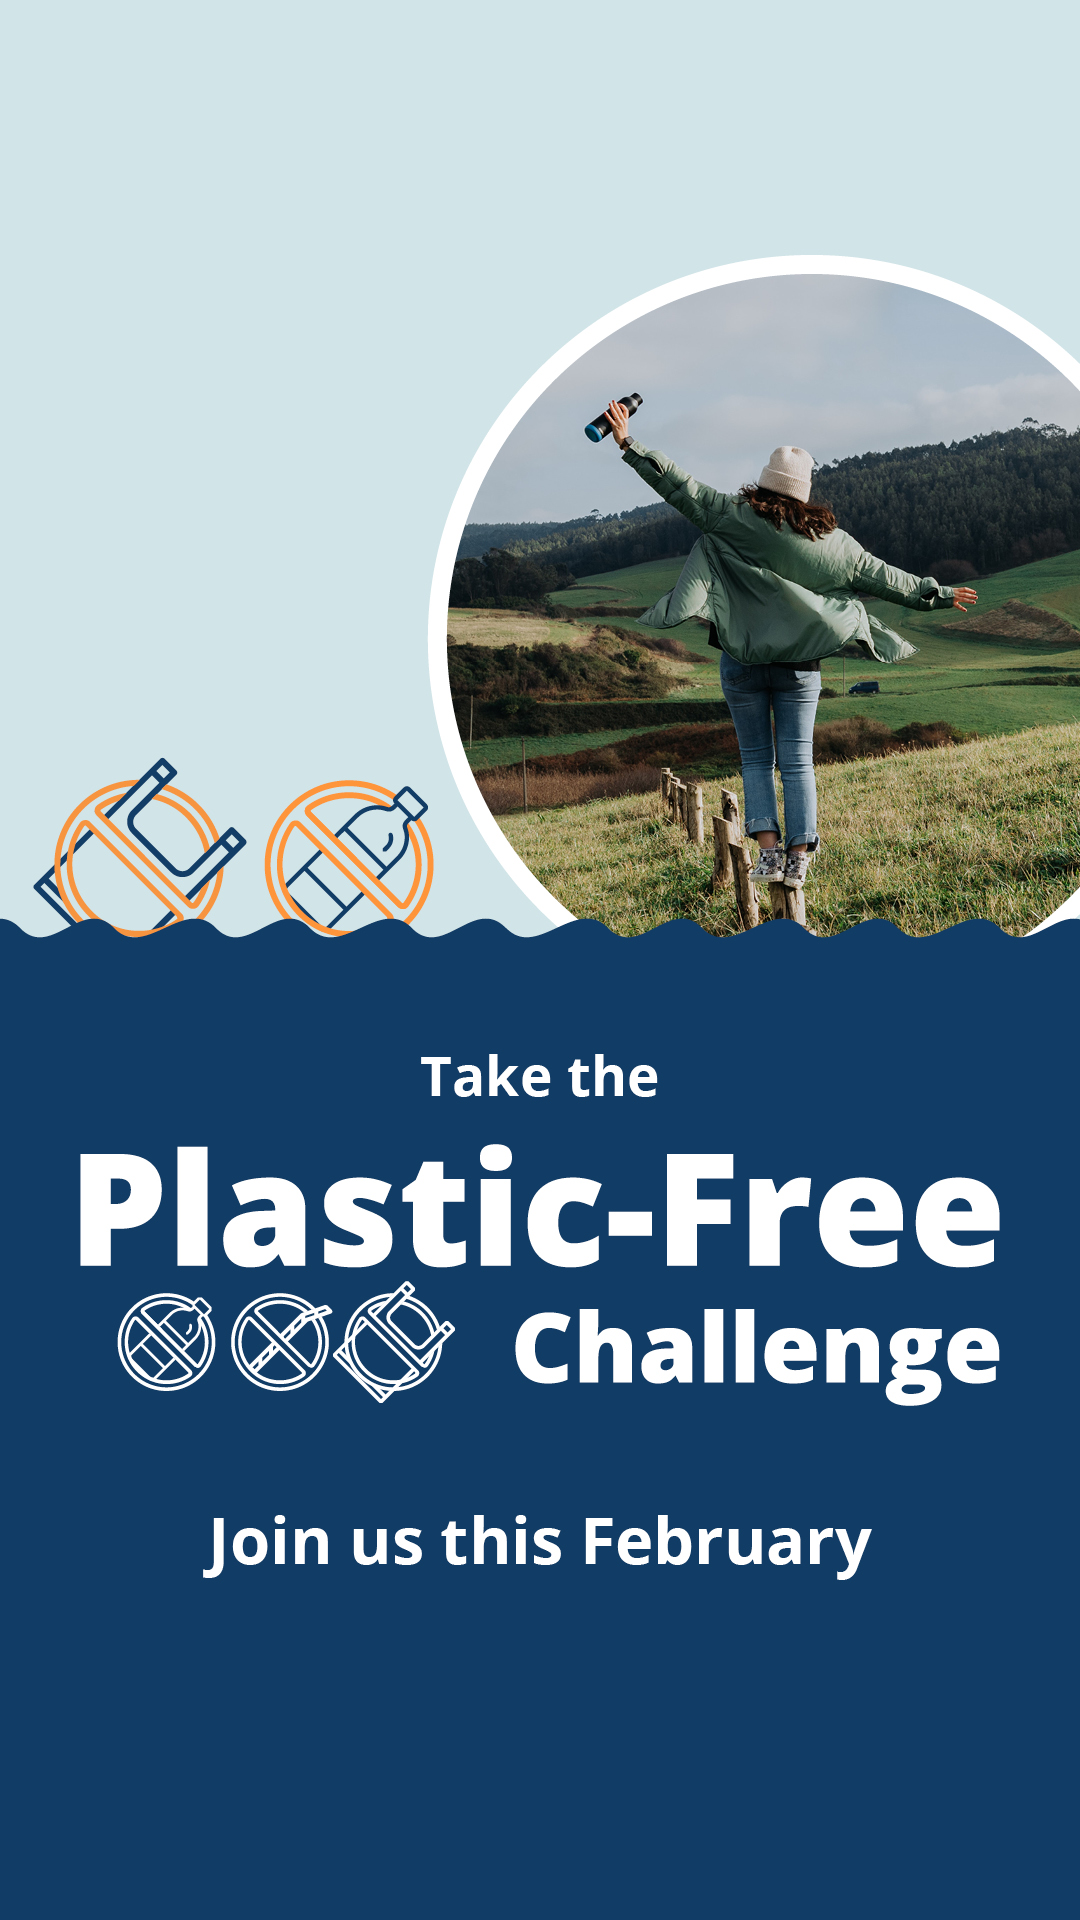 Take the
Plastic-Free
Challenge
Join us this February